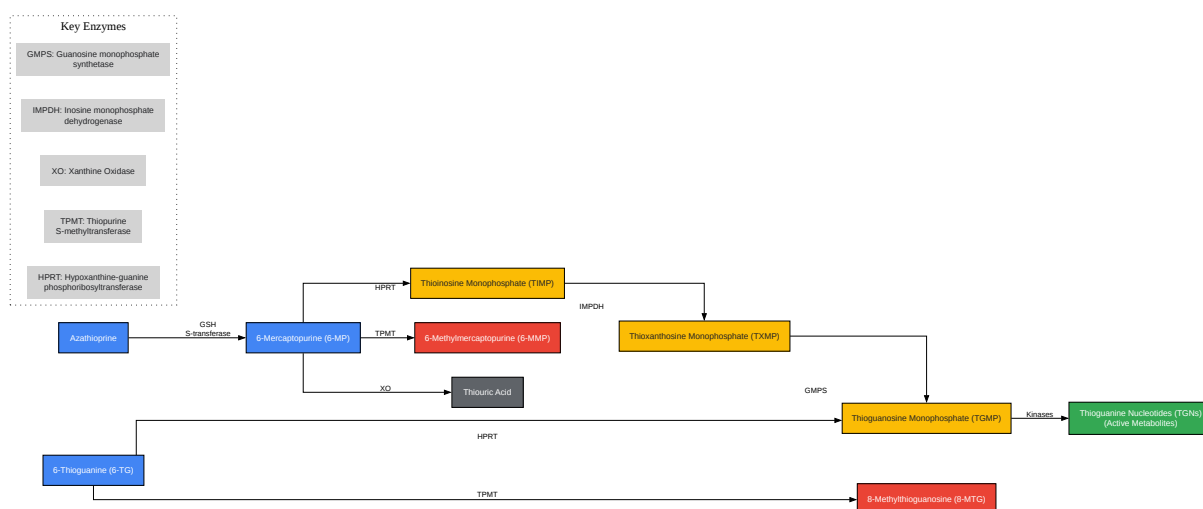 Key Enzymes
GMPS: Guanosine monophosphate
synthetase
IMPDH: Inosine monophosphate
dehydrogenase
XO: Xanthine Oxidase
TPMT: Thiopurine
S-methyltransferase
HPRT: Hypoxanthine-guanine
phosphoribosyltransferase
Azathioprine
GSH
S-transferase
6-Mercaptopurine (6-MP)
HPRT
Thioinosine Monophosphate (TIMP)
TPMT
6-Methylmercaptopurine (6-MMP)
XO
Thiouric Acid
IMPDH
Thioxanthosine Monophosphate (TXMP)
GMPS
Thioguanosine Monophosphate (TGMP)
Kinases
Thioguanine Nucleotides (TGNs)
(Active Metabolites)
6-Thioguanine (6-TG)
HPRT
TPMT
8-Methylthioguanosine (8-MTG)